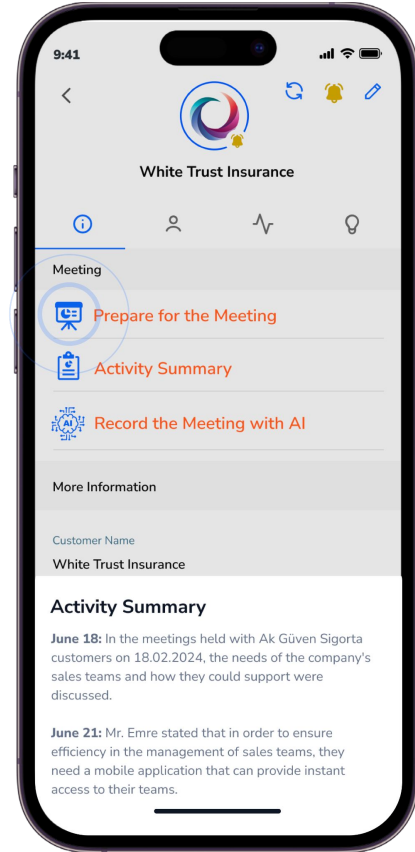 9:41
White Trust Insurance
Meeting
Prepare for the Meeting
Activity Summary
AI
Record the Meeting with AI
More Information
Customer Name
White Trust Insurance
Activity Summary
June 18: In the meetings held with Ak Güven Sigorta
customers on 18.02.2024, the needs of the company's
sales teams and how they could support were
discussed.
June 21: Mr. Emre stated that in order to ensure
efficiency in the management of sales teams, they
need a mobile application that can provide instant
access to their teams.